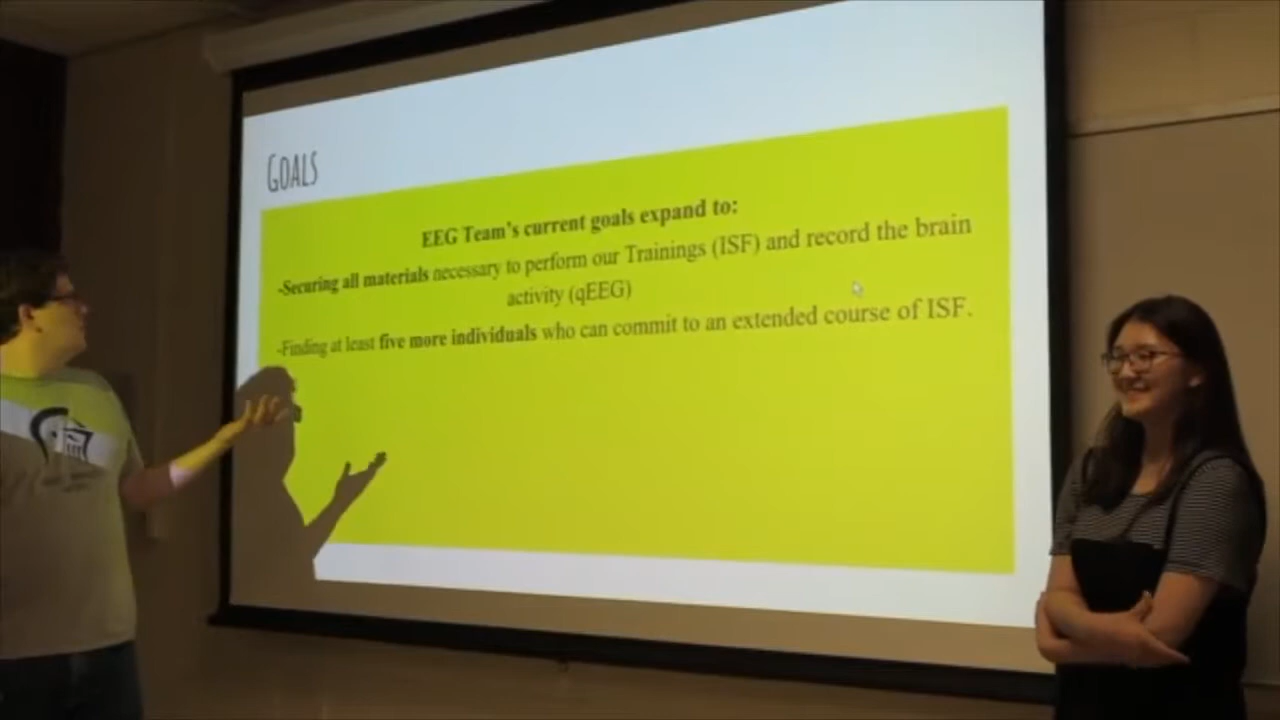 GOALS
EEG Team's current goals expand to:
-Securing all materials necessary to perform our Trainings (ISF) and record the brain
activity (qEEG)
-Finding at least five more individuals who can commit to an extended course of ISF.